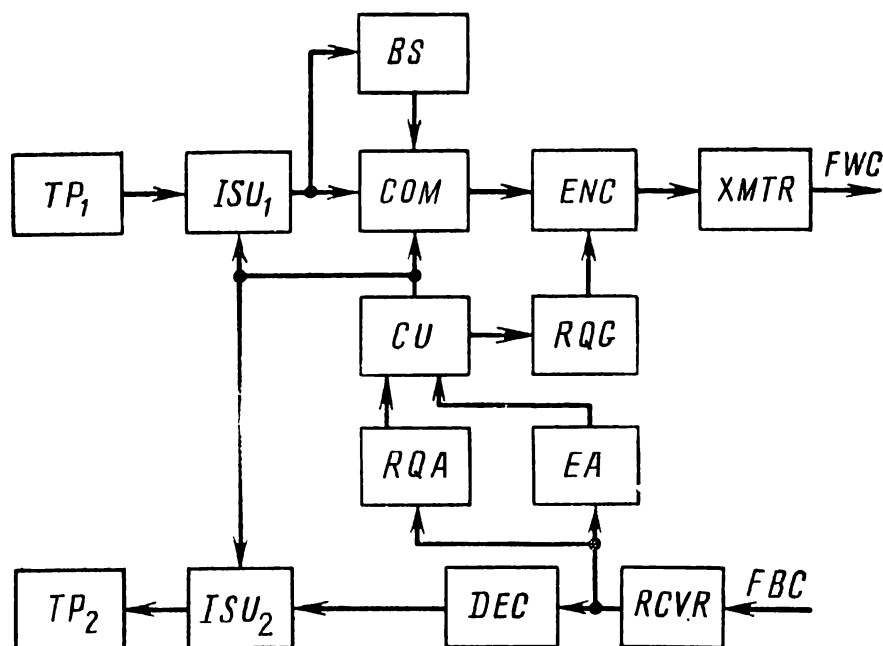 BS
TP₁
ISU₁
COM
ENC
XMTR
FWC
CU
RQG
RQA
EA
TP₂
ISU₂
DEC
RCVR
FBC